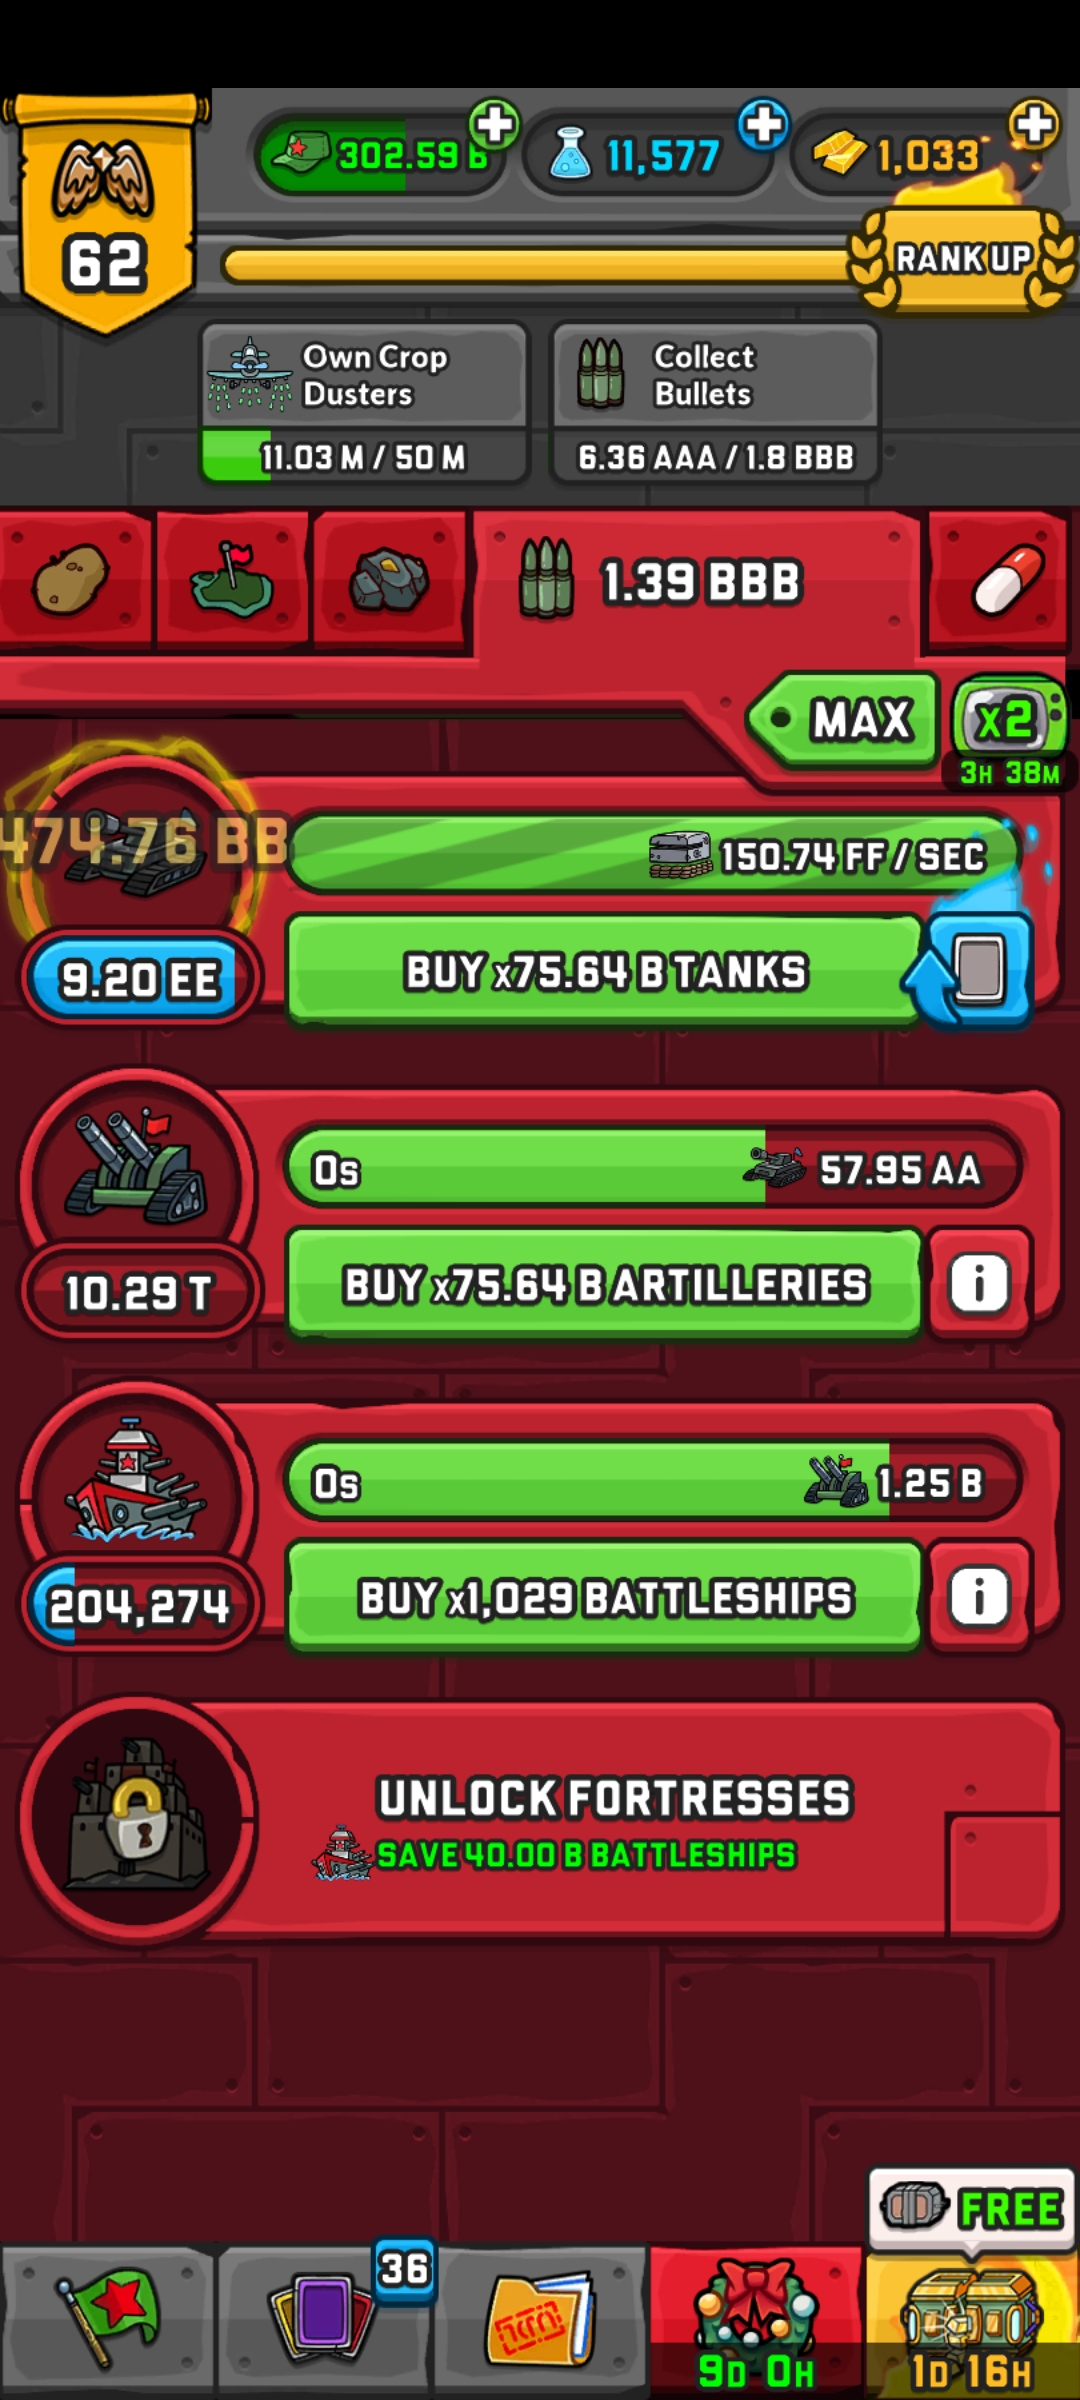 302.59 B
11,577
1,033
62
RANK UP
Own Crop
Dusters
11.03 M / 50 M
Collect
Bullets
6.36 AAA / 1.8 BBB
1.39 BBB
MAX
x2
3H 38M
474.76 BB
150.74 FF / SEC
9.20 EE
BUY x75.64 B TANKS
0s
57.95 AA
10.29 T
BUY x75.64 B ARTILLERIES
i
0s
1.25 B
204,274
BUY x1,029 BATTLESHIPS
i
UNLOCK FORTRESSES
SAVE 40.00 B BATTLESHIPS
FREE
36
9D 0H
1D 16H